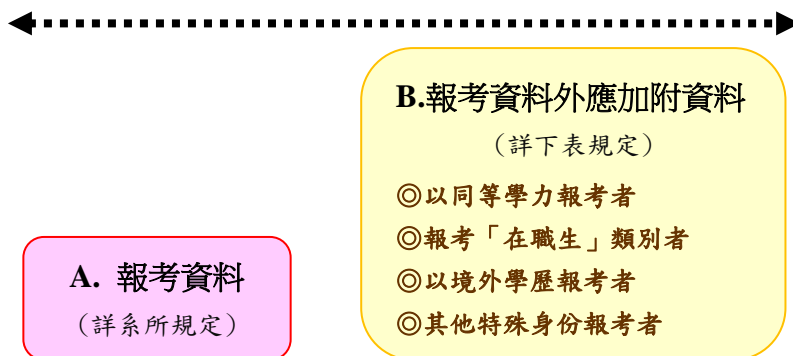 B.報考資料外應加附資料
（詳下表規定）
◎以同等學力報考者
◎報考「在職生」類別者
◎以境外學歷報考者
◎其他特殊身份報考者
A. 報考資料
（詳系所規定）